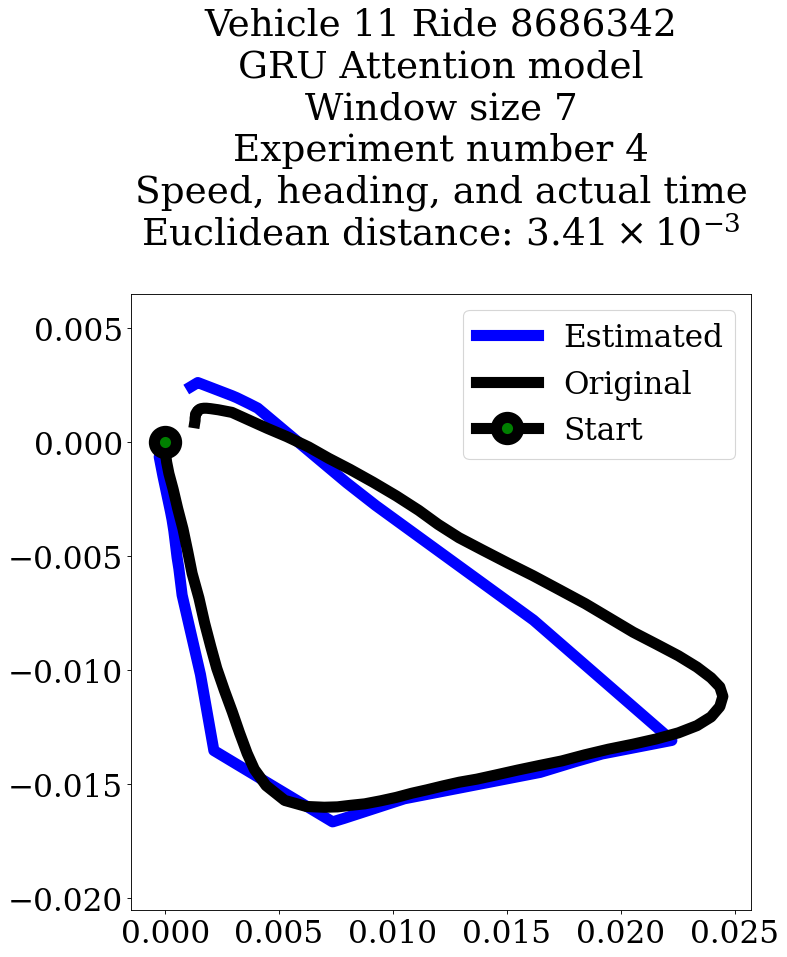 Vehicle 11 Ride 8686342
GRU Attention model
Window size 7
Experiment number 4
Speed, heading, and actual time
Euclidean distance: 3.41 × 10⁻³
Estimated
Original
Start
0.005
0.000
−0.005
−0.010
−0.015
−0.020
0.000 0.005 0.010 0.015 0.020 0.025